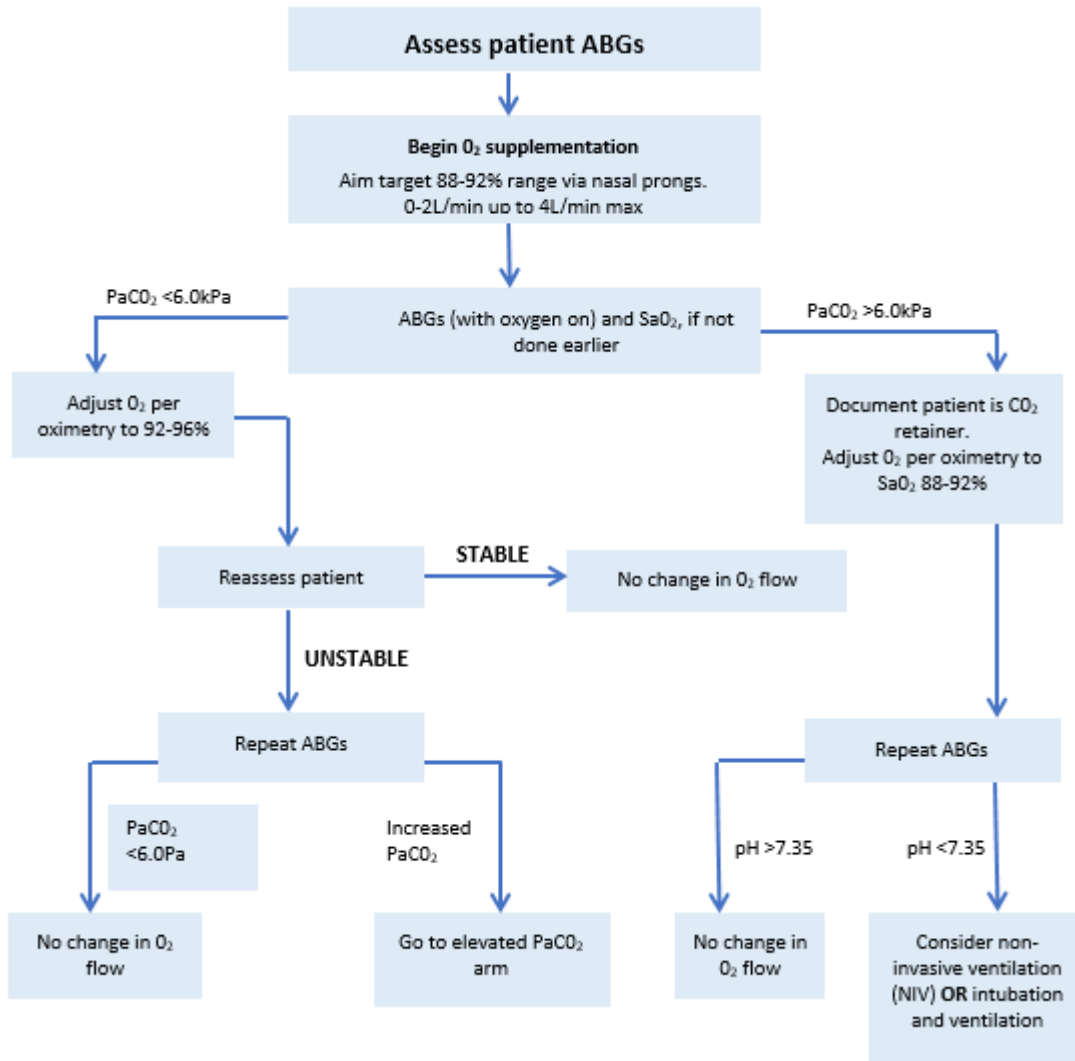 Assess patient ABGs
Begin 0₂ supplementation
Aim target 88-92% range via nasal prongs.
0-2L/min up to 4L/min max
PaC0₂ <6.0kPa
ABGs (with oxygen on) and Sa0₂, if not
done earlier
PaC0₂ >6.0kPa
Adjust 0₂ per
oximetry to 92-96%
Document patient is C0₂
retainer.
Adjust 0₂ per oximetry to
Sa0₂ 88-92%
Reassess patient
STABLE
No change in 0₂ flow
UNSTABLE
Repeat ABGs
Repeat ABGs
PaC0₂
<6.0Pa
Increased
PaC0₂
pH >7.35
pH <7.35
No change in 0₂
flow
Go to elevated PaC0₂
arm
No change in
0₂ flow
Consider non-
invasive ventilation
(NIV) OR intubation
and ventilation